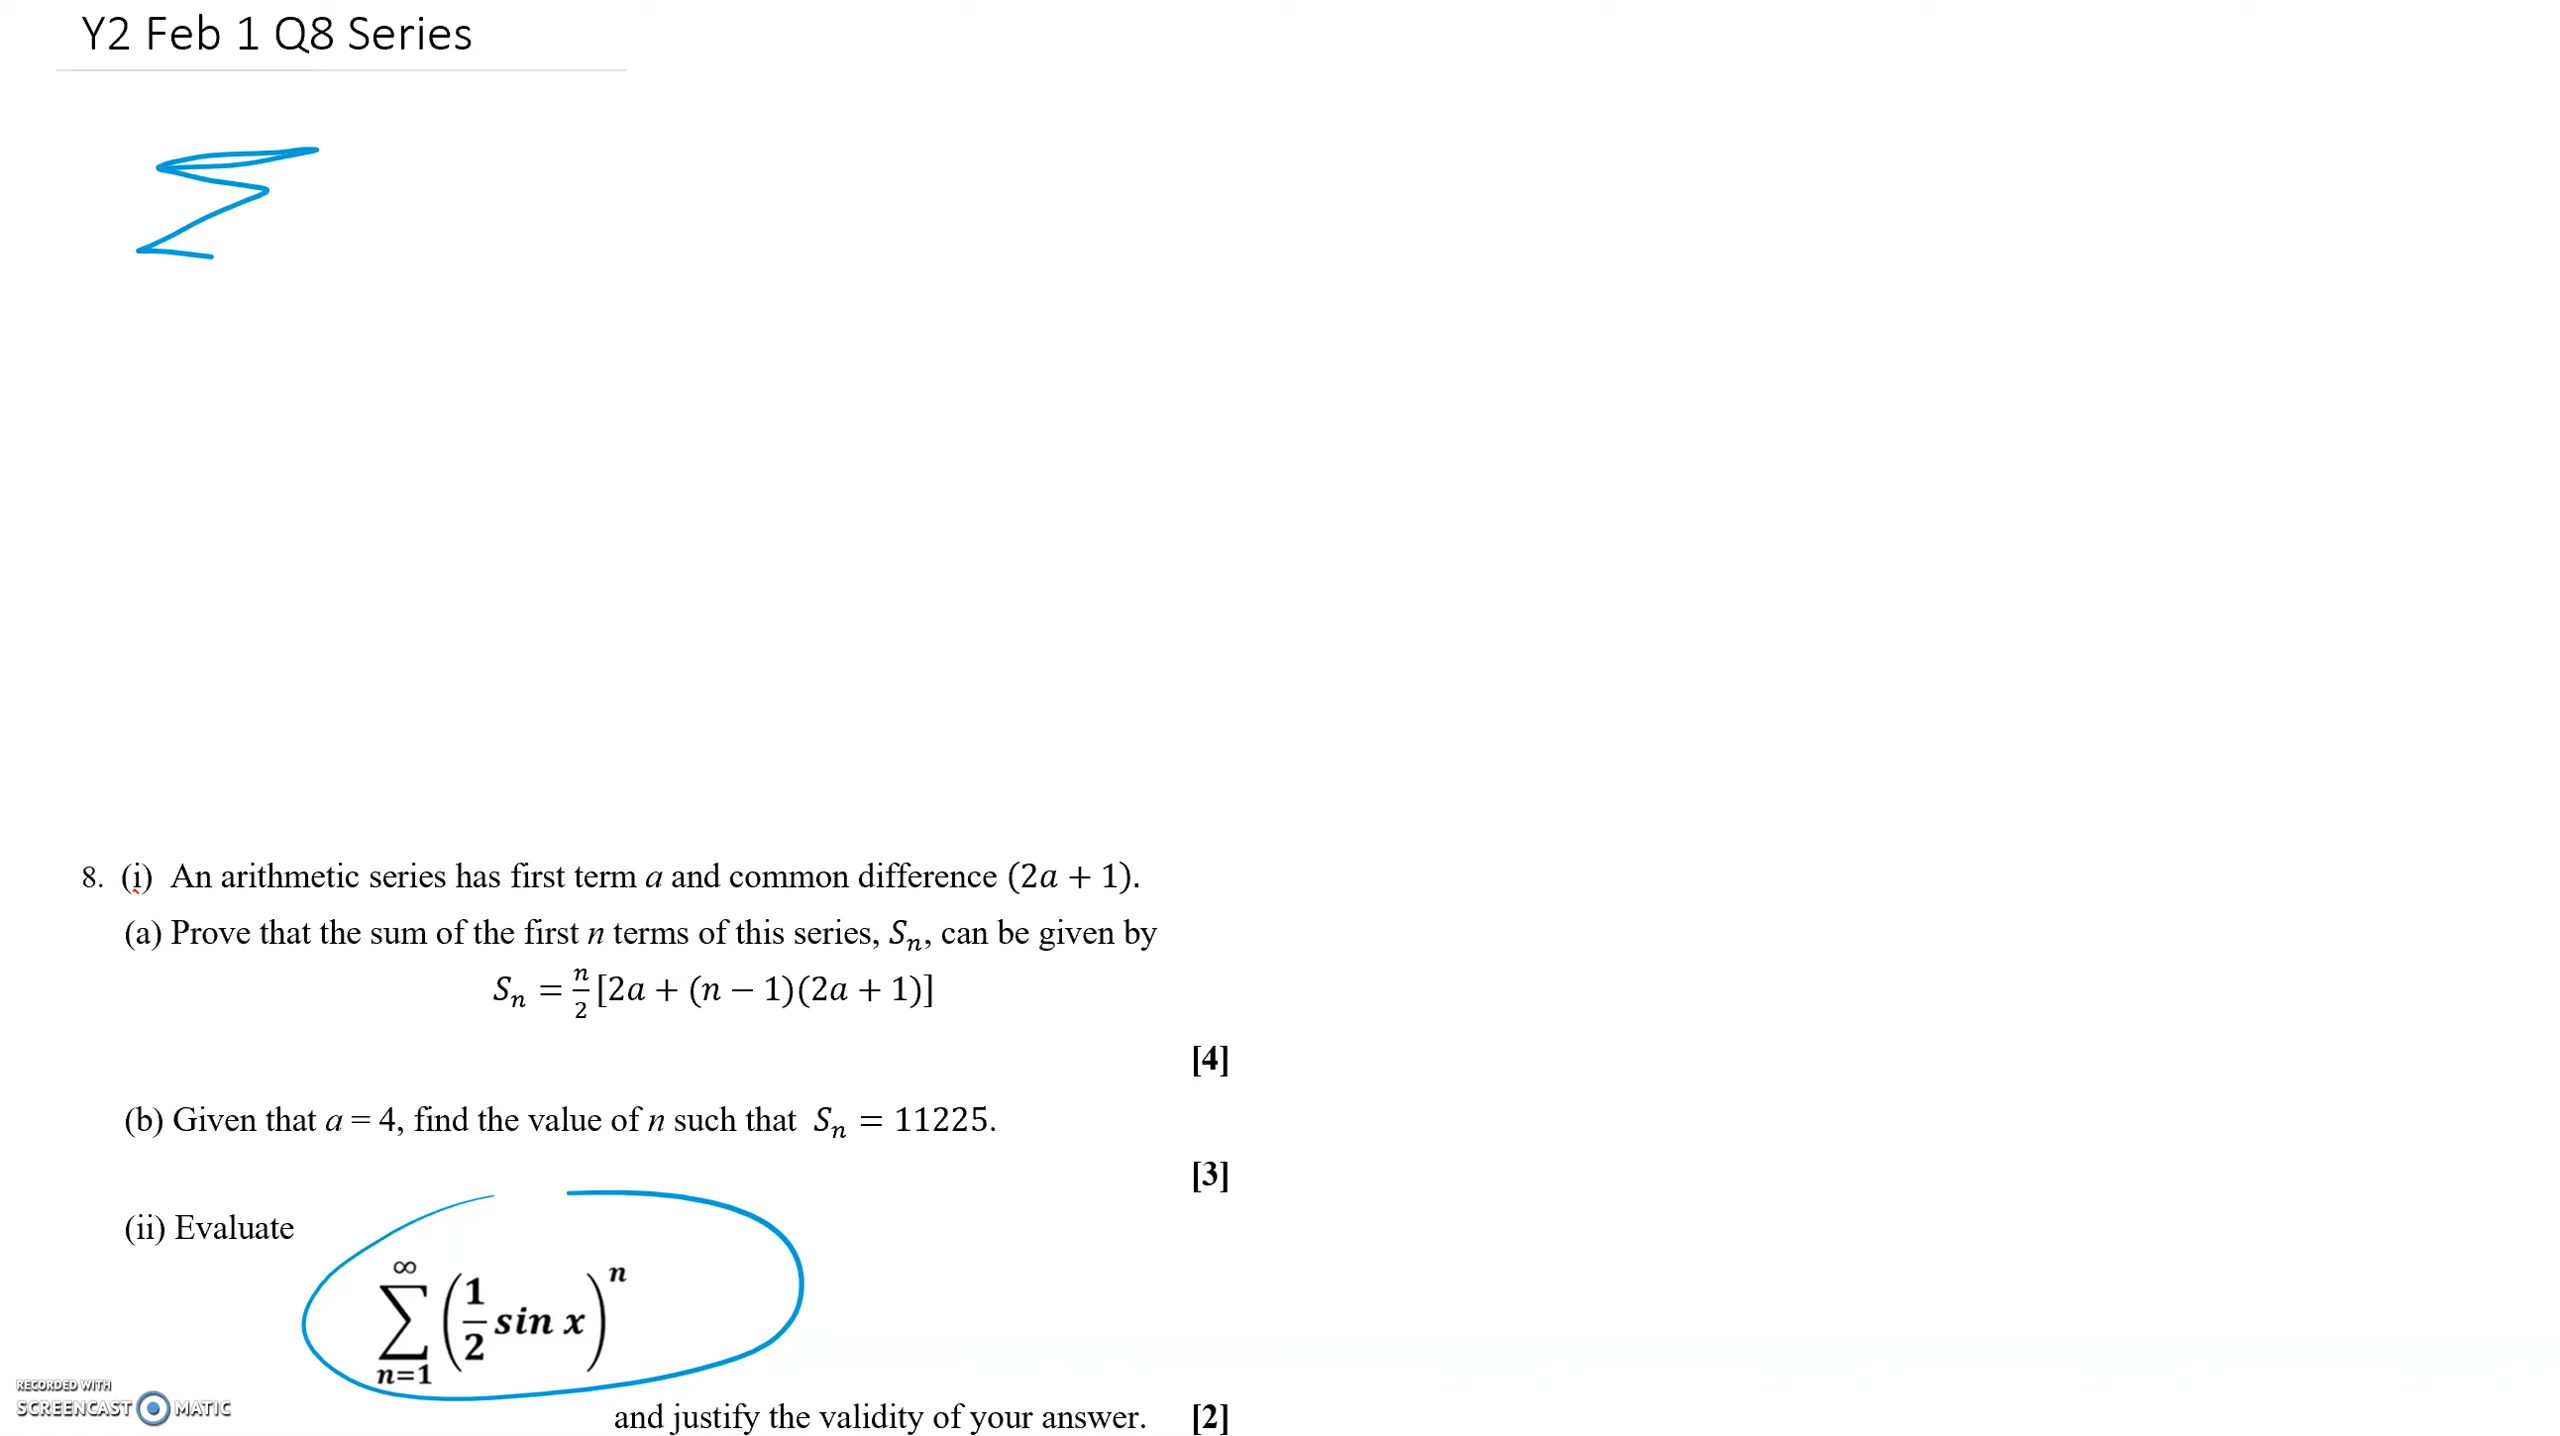 Y2 Feb 1 Q8 Series
Σ
8. (i) An arithmetic series has first term a and common difference (2a + 1).
(a) Prove that the sum of the first n terms of this series, Sₙ, can be given by
Sₙ = n/2 [2a + (n − 1)(2a + 1)]
[4]
(b) Given that a = 4, find the value of n such that Sₙ = 11225.
[3]
(ii) Evaluate
∞ ∑ n=1 (1/2 sin x)ⁿ
and justify the validity of your answer. [2]
RECORDED WITH
SCREENCAST MATIC